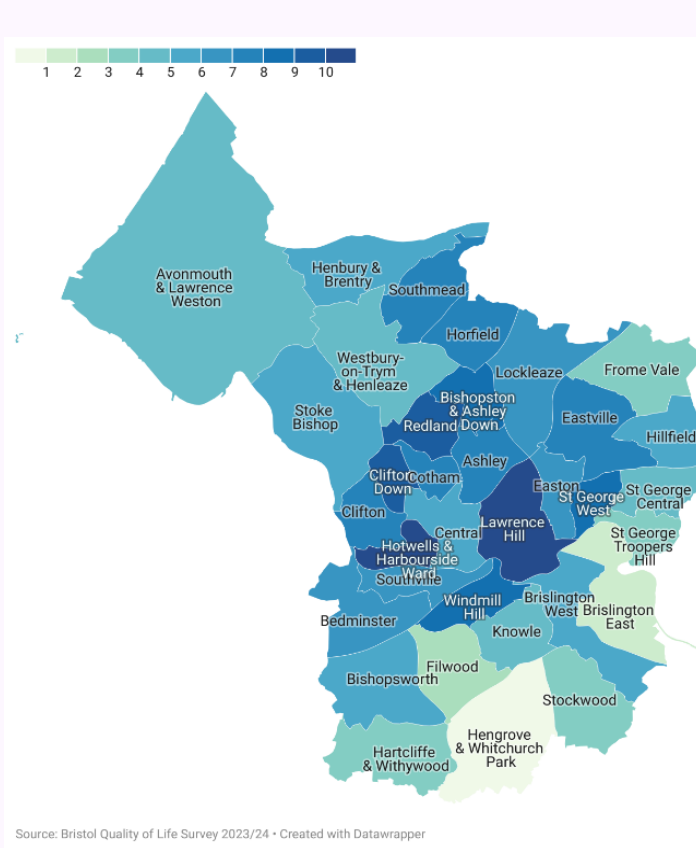 1 2 3 4 5 6 7 8 9 10
Avonmouth
& Lawrence
Weston
Henbury &
Brentry
Southmead
Horfield
Westbury-
on-Trym
& Henleaze
Lockleaze
Frome Vale
Stoke
Bishop
Bishopston
& Ashley
Down
Redland
Eastville
Hillfield
Ashley
Clifton
Down
Cotham
Easton
St George
West
St George
Central
Clifton
Central
Lawrence
Hill
St George
Troopers
Hill
Hotwells &
Harbourside
Ward
Southville
Windmill
Hill
Brislington
West
Brislington
East
Bedminster
Knowle
Filwood
Bishopsworth
Stockwood
Hengrove
& Whitchurch
Park
Hartcliffe
& Withywood
Source: Bristol Quality of Life Survey 2023/24 • Created with Datawrapper